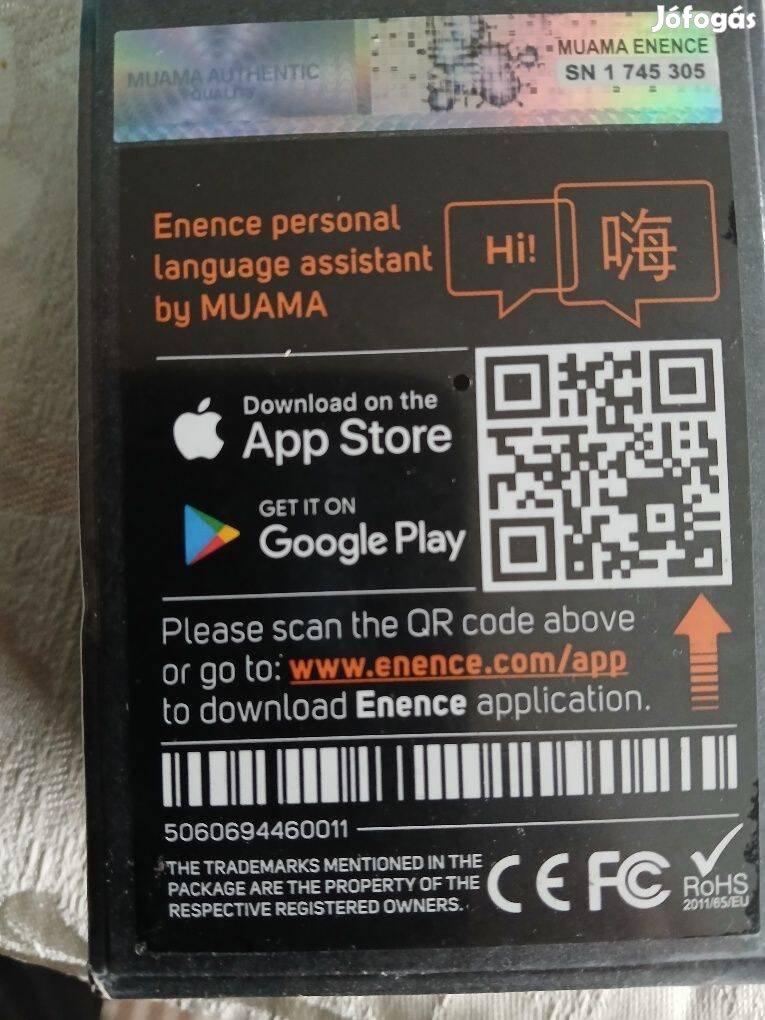 Jófogás
MUAMA AUTHENTIC
QUALITY
MUAMA ENENCE
SN 1 745 305
Enence personal
language assistant
by MUAMA
Hi!
嗨
Download on the
App Store
GET IT ON
Google Play
Please scan the QR code above
or go to: www.enence.com/app
to download Enence application.
5060694460011
THE TRADEMARKS MENTIONED IN THE
PACKAGE ARE THE PROPERTY OF THE
RESPECTIVE REGISTERED OWNERS.
CE FC
RoHS
2011/65/EU